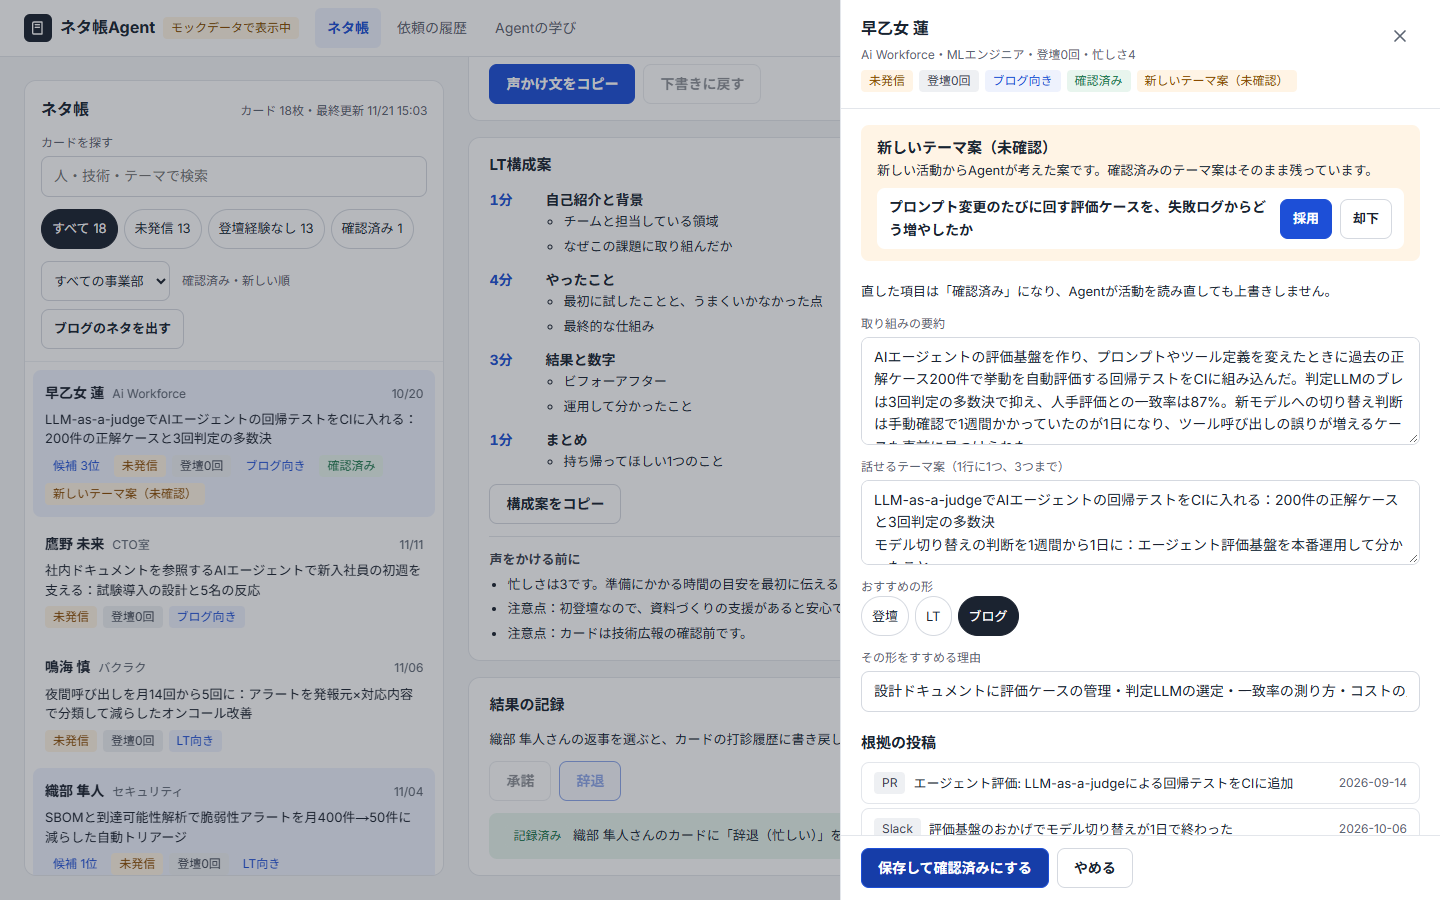 ネタ帳Agent
モックデータで表示中
ネタ帳
依頼の履歴
Agentの学び
ネタ帳
カード 18枚・最終更新 11/21 15:03
カードを探す
人・技術・テーマで検索
すべて 18
未発信 13
登壇経験なし 13
確認済み 1
すべての事業部
確認済み・新しい順
ブログのネタを出す
早乙女 蓮 Ai Workforce 10/20
LLM-as-a-judgeでAIエージェントの回帰テストをCIに入れる：
200件の正解ケースと3回判定の多数決
候補 3位 未発信 登壇0回 ブログ向き 確認済み
新しいテーマ案（未確認）
鷹野 未来 CTO室 11/11
社内ドキュメントを参照するAIエージェントで新入社員の初週を
支える：試験導入の設計と5名の反応
未発信 登壇0回 ブログ向き
鳴海 慎 バクラク 11/06
夜間呼び出しを月14回から5回に：アラートを発報元×対応内容
で分類して減らしたオンコール改善
未発信 登壇0回 LT向き
織部 隼人 セキュリティ 11/04
SBOMと到達可能性解析で脆弱性アラートを月400件→50件に
減らした自動トリアージ
候補 1位 未発信 登壇0回 LT向き
声かけ文をコピー
下書きに戻す
LT構成案
1分 自己紹介と背景
チームと担当している領域
なぜこの課題に取り組んだか
4分 やったこと
最初に試したことと、うまくいかなかった点
最終的な仕組み
3分 結果と数字
ビフォーアフター
運用して分かったこと
1分 まとめ
持ち帰ってほしい1つのこと
構成案をコピー
声をかける前に
忙しさは3です。準備にかかる時間の目安を最初に伝える
注意点：初登壇なので、資料づくりの支援があると安心で
注意点：カードは技術広報の確認前です。
結果の記録
織部 隼人さんの返事を選ぶと、カードの打診履歴に書き戻し
承諾
辞退
記録済み 織部 隼人さんのカードに「辞退（忙しい）」を
早乙女 蓮
Ai Workforce・MLエンジニア・登壇0回・忙しさ4
未発信 登壇0回 ブログ向き 確認済み 新しいテーマ案（未確認）
新しいテーマ案（未確認）
新しい活動からAgentが考えた案です。確認済みのテーマ案はそのまま残っています。
プロンプト変更のたびに回す評価ケースを、失敗ログからど
う増やしたか
採用
却下
直した項目は「確認済み」になり、Agentが活動を読み直しても上書きしません。
取り組みの要約
AIエージェントの評価基盤を作り、プロンプトやツール定義を変えたときに過去の正
解ケース200件で挙動を自動評価する回帰テストをCIに組み込んだ。判定LLMのブレ
は3回判定の多数決で抑え、人手評価との一致率は87%。新モデルへの切り替え判断
は手動確認で1週間かかっていたのが1日になり、ツール呼び出しの誤りが増えるケー
話せるテーマ案（1行に1つ、3つまで）
LLM-as-a-judgeでAIエージェントの回帰テストをCIに入れる：200件の正解ケース
と3回判定の多数決
モデル切り替えの判断を1週間から1日に：エージェント評価基盤を本番運用して分か
おすすめの形
登壇
LT
ブログ
その形をすすめる理由
設計ドキュメントに評価ケースの管理・判定LLMの選定・一致率の測り方・コストの
根拠の投稿
PR エージェント評価: LLM-as-a-judgeによる回帰テストをCIに追加 2026-09-14
Slack 評価基盤のおかげでモデル切り替えが1日で終わった 2026-10-06
保存して確認済みにする
やめる